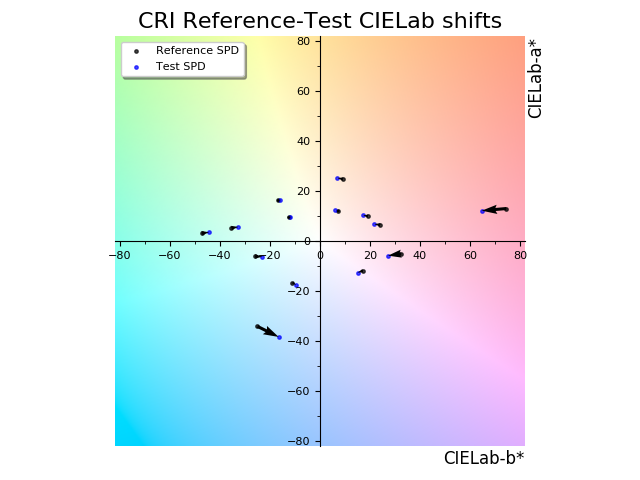 CRI Reference-Test CIELab shifts
Reference SPD
Test SPD
CIELab-a*
80
60
40
20
0
−20
−40
−60
−80
−80 −60 −40 −20 0 20 40 60 80
CIELab-b*